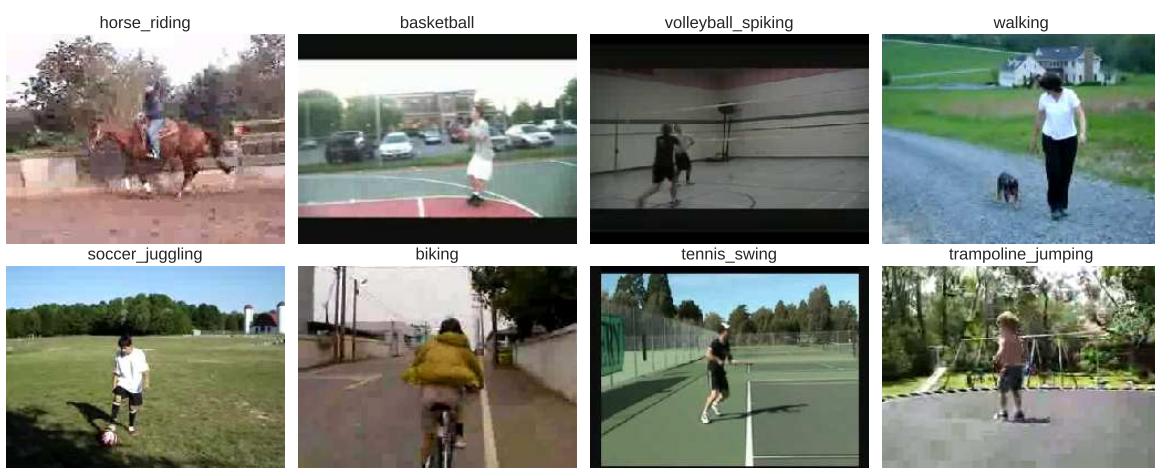 horse_riding
basketball
volleyball_spiking
walking
soccer_juggling
biking
tennis_swing
trampoline_jumping